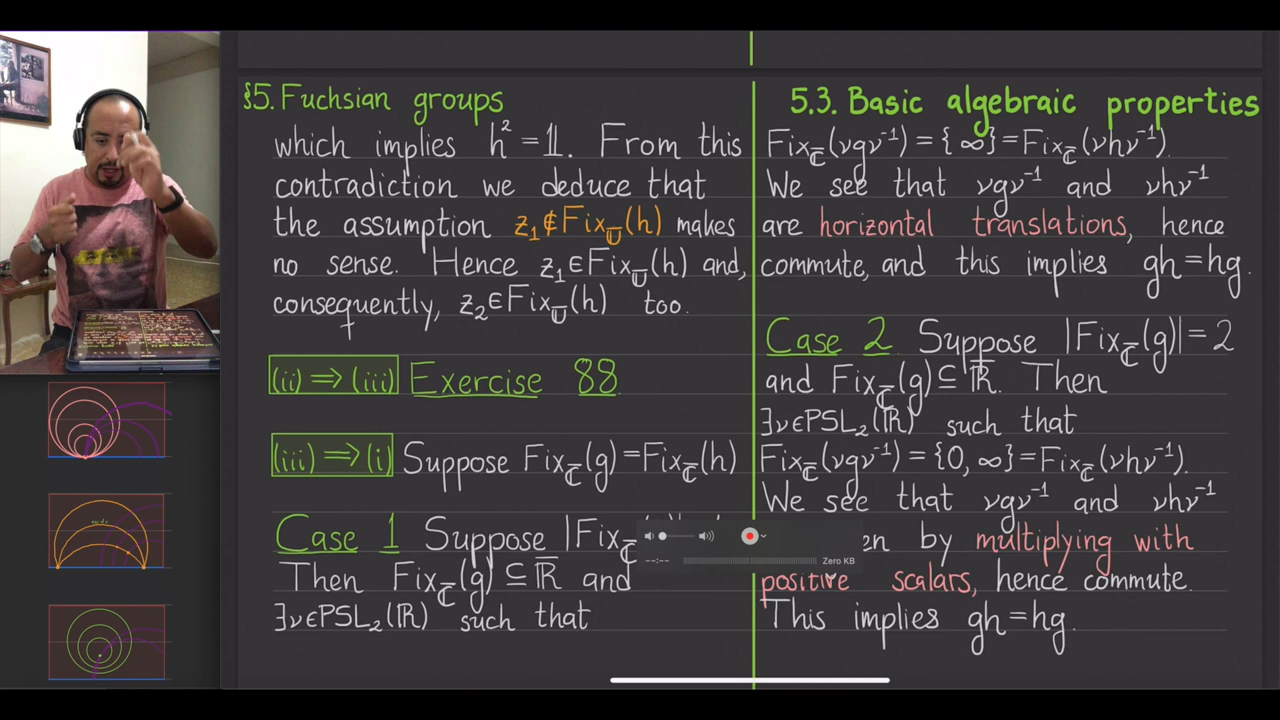 §5. Fuchsian groups
which implies h² = 𝟙. From this
contradiction we deduce that
the assumption z₁∉Fix_𝕌̅(h) makes
no sense. Hence z₁∈Fix_𝕌̅(h) and,
consequently, z₂∈Fix_𝕌̅(h) too.
(ii) ⟹ (iii) Exercise 88
(iii) ⟹ (i) Suppose Fix_ℂ̅(g) = Fix_ℂ̅(h)
Case 1 Suppose |Fix_ℂ̅
Then Fix_ℂ̅(g) ⊆ ℝ̅ and
∃ν∈PSL₂(ℝ) such that
5.3. Basic algebraic properties
Fix_ℂ̅(νgν⁻¹) = {∞} = Fix_ℂ̅(νhν⁻¹).
We see that νgν⁻¹ and νhν⁻¹
are horizontal translations, hence
commute, and this implies gh = hg.
Case 2 Suppose |Fix_ℂ̅(g)| = 2
and Fix_ℂ̅(g) ⊆ ℝ̅. Then
∃ν∈PSL₂(ℝ) such that
Fix_ℂ̅(νgν⁻¹) = {0, ∞} = Fix_ℂ̅(νhν⁻¹).
We see that νgν⁻¹ and νhν⁻¹
en by multiplying with
positive scalars, hence commute.
This implies gh = hg.
--:--
Zero KB